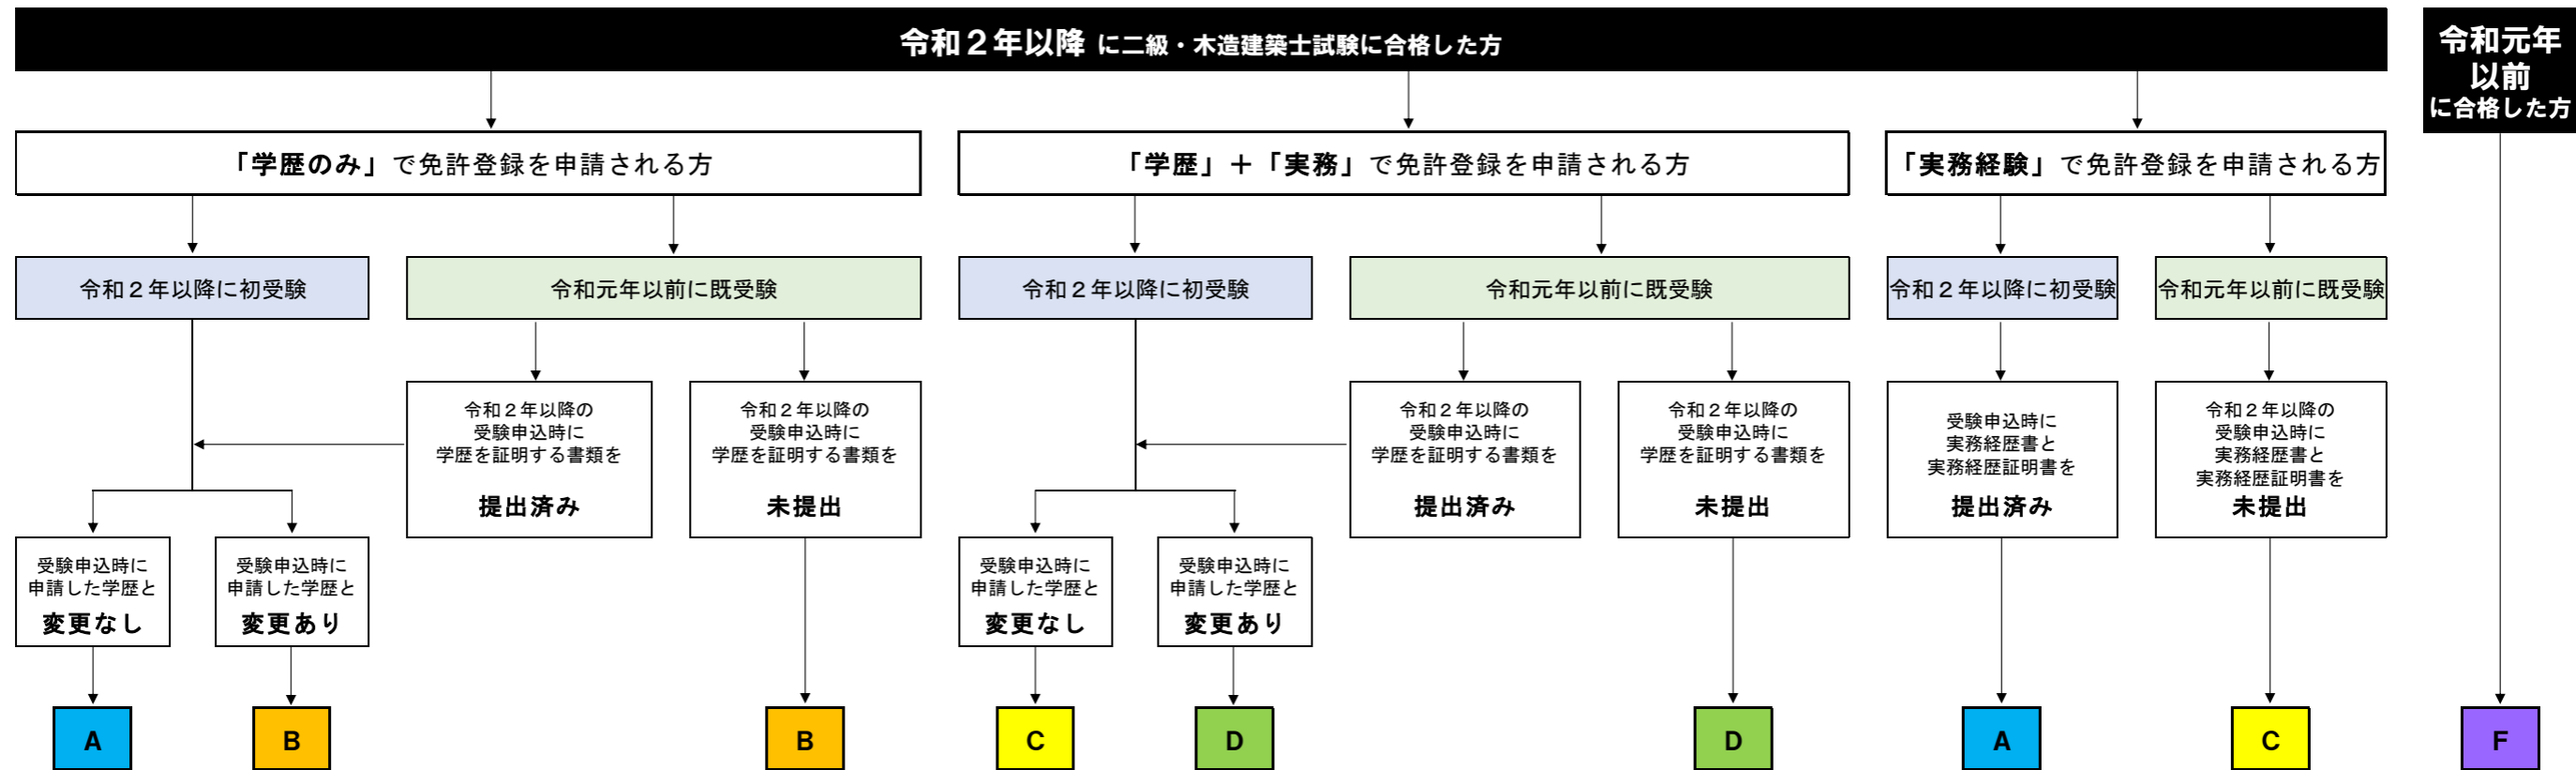 令和２年以降 に二級・木造建築士試験に合格した方
令和元年
以前
に合格した方
「学歴のみ」で免許登録を申請される方
「学歴」＋「実務」で免許登録を申請される方
「実務経験」で免許登録を申請される方
令和２年以降に初受験
令和元年以前に既受験
令和２年以降に初受験
令和元年以前に既受験
令和２年以降に初受験
令和元年以前に既受験
令和２年以降の
受験申込時に
学歴を証明する書類を
提出済み
令和２年以降の
受験申込時に
学歴を証明する書類を
未提出
令和２年以降の
受験申込時に
学歴を証明する書類を
提出済み
令和２年以降の
受験申込時に
学歴を証明する書類を
未提出
受験申込時に
実務経歴書と
実務経歴証明書を
提出済み
令和２年以降の
受験申込時に
実務経歴書と
実務経歴証明書を
未提出
受験申込時に
申請した学歴と
変更なし
受験申込時に
申請した学歴と
変更あり
受験申込時に
申請した学歴と
変更なし
受験申込時に
申請した学歴と
変更あり
A
B
B
C
D
D
A
C
F